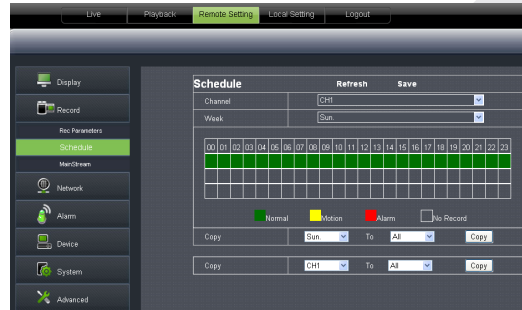 Live Playback Remote Setting Local Setting Logout
Display
Record
Rec Parameters
Schedule
MainStream
Network
Alarm
Device
System
Advanced
Schedule Refresh Save
Channel CH1
Week Sun.
00 01 02 03 04 05 06 07 08 09 10 11 12 13 14 15 16 17 18 19 20 21 22 23
Normal Motion Alarm No Record
Copy Sun. To All Copy
Copy CH1 To All Copy